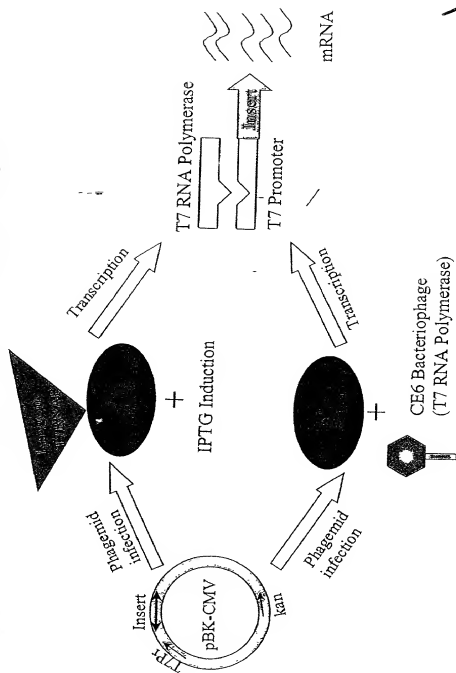 Insert
T7Pr
pBK-CMV
kan
Phagemid
infection
Phagemid
infection
IPTG Induction
+
+
CE6 Bacteriophage
(T7 RNA Polymerase)
Transcription
Transcription
T7 RNA Polymerase
Insert
T7 Promoter
mRNA